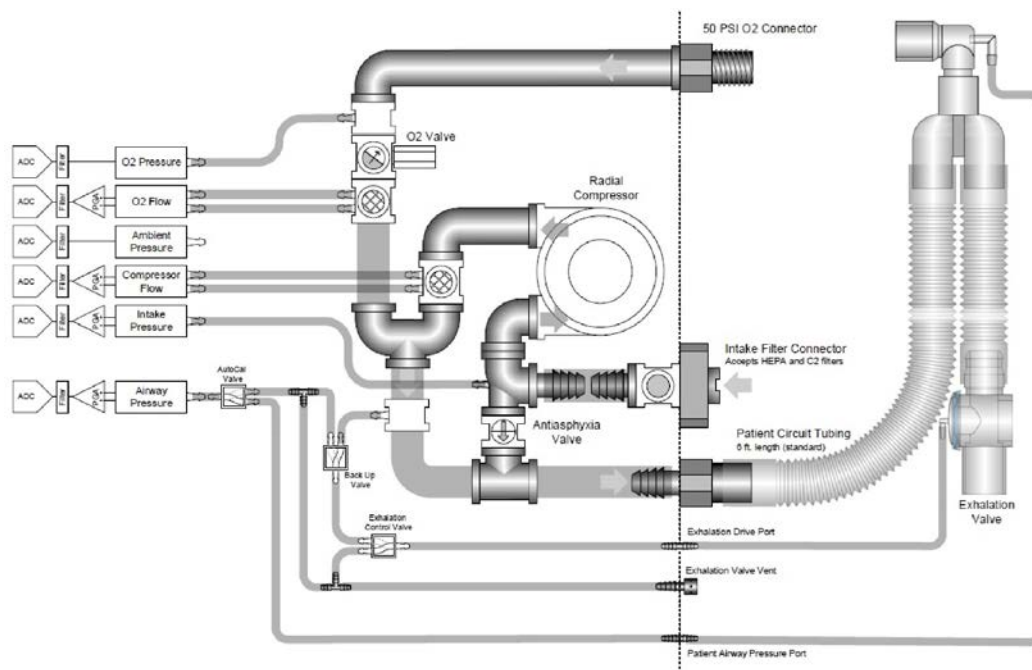 50 PSI O2 Connector
O2 Valve
ADC
Filter
O2 Pressure
Radial
Compressor
ADC
Filter
PGA
O2 Flow
ADC
Filter
Ambient
Pressure
ADC
Filter
PGA
Compressor
Flow
ADC
Filter
PGA
Intake
Pressure
Intake Filter Connector
Accepts HEPA and C2 filters
AutoCal
Valve
ADC
Filter
PGA
Airway
Pressure
Antiasphyxia
Valve
Patient Circuit Tubing
6 ft. length (standard)
Back Up
Valve
Exhalation
Valve
Exhalation
Control Valve
Exhalation Drive Port
Exhalation Valve Vent
Patient Airway Pressure Port